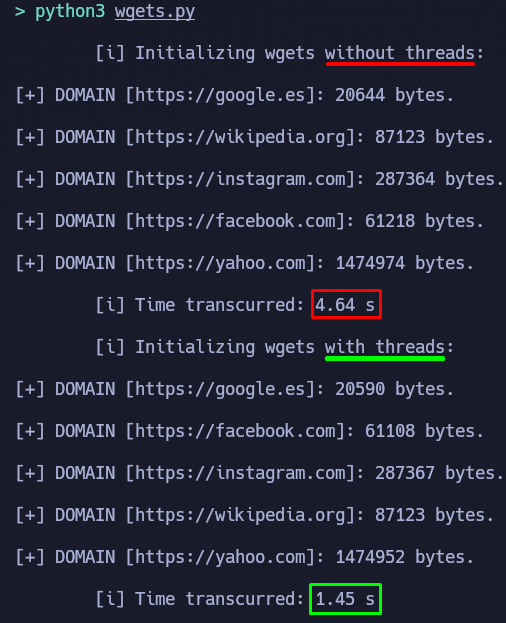 > python3 wgets.py
[i] Initializing wgets without threads:
[+] DOMAIN [https://google.es]: 20644 bytes.
[+] DOMAIN [https://wikipedia.org]: 87123 bytes.
[+] DOMAIN [https://instagram.com]: 287364 bytes.
[+] DOMAIN [https://facebook.com]: 61218 bytes.
[+] DOMAIN [https://yahoo.com]: 1474974 bytes.
[i] Time transcurred: 4.64 s
[i] Initializing wgets with threads:
[+] DOMAIN [https://google.es]: 20590 bytes.
[+] DOMAIN [https://facebook.com]: 61108 bytes.
[+] DOMAIN [https://instagram.com]: 287367 bytes.
[+] DOMAIN [https://wikipedia.org]: 87123 bytes.
[+] DOMAIN [https://yahoo.com]: 1474952 bytes.
[i] Time transcurred: 1.45 s